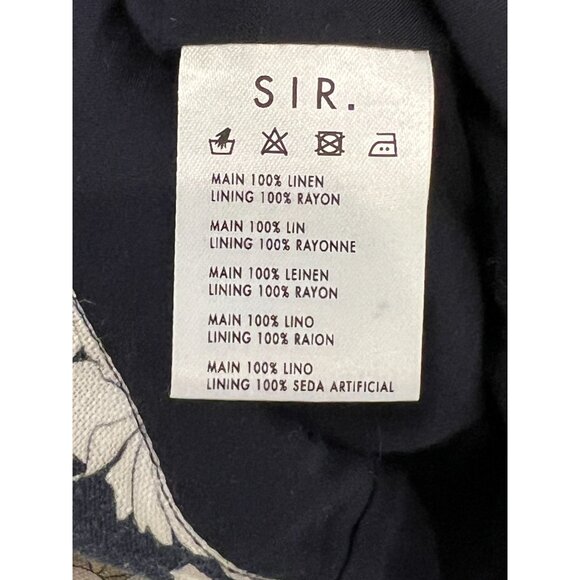 SIR.
MAIN 100% LINEN
LINING 100% RAYON
MAIN 100% LIN
LINING 100% RAYONNE
MAIN 100% LEINEN
LINING 100% RAYON
MAIN 100% LINO
LINING 100% RAION
MAIN 100% LINO
LINING 100% SEDA ARTIFICIAL